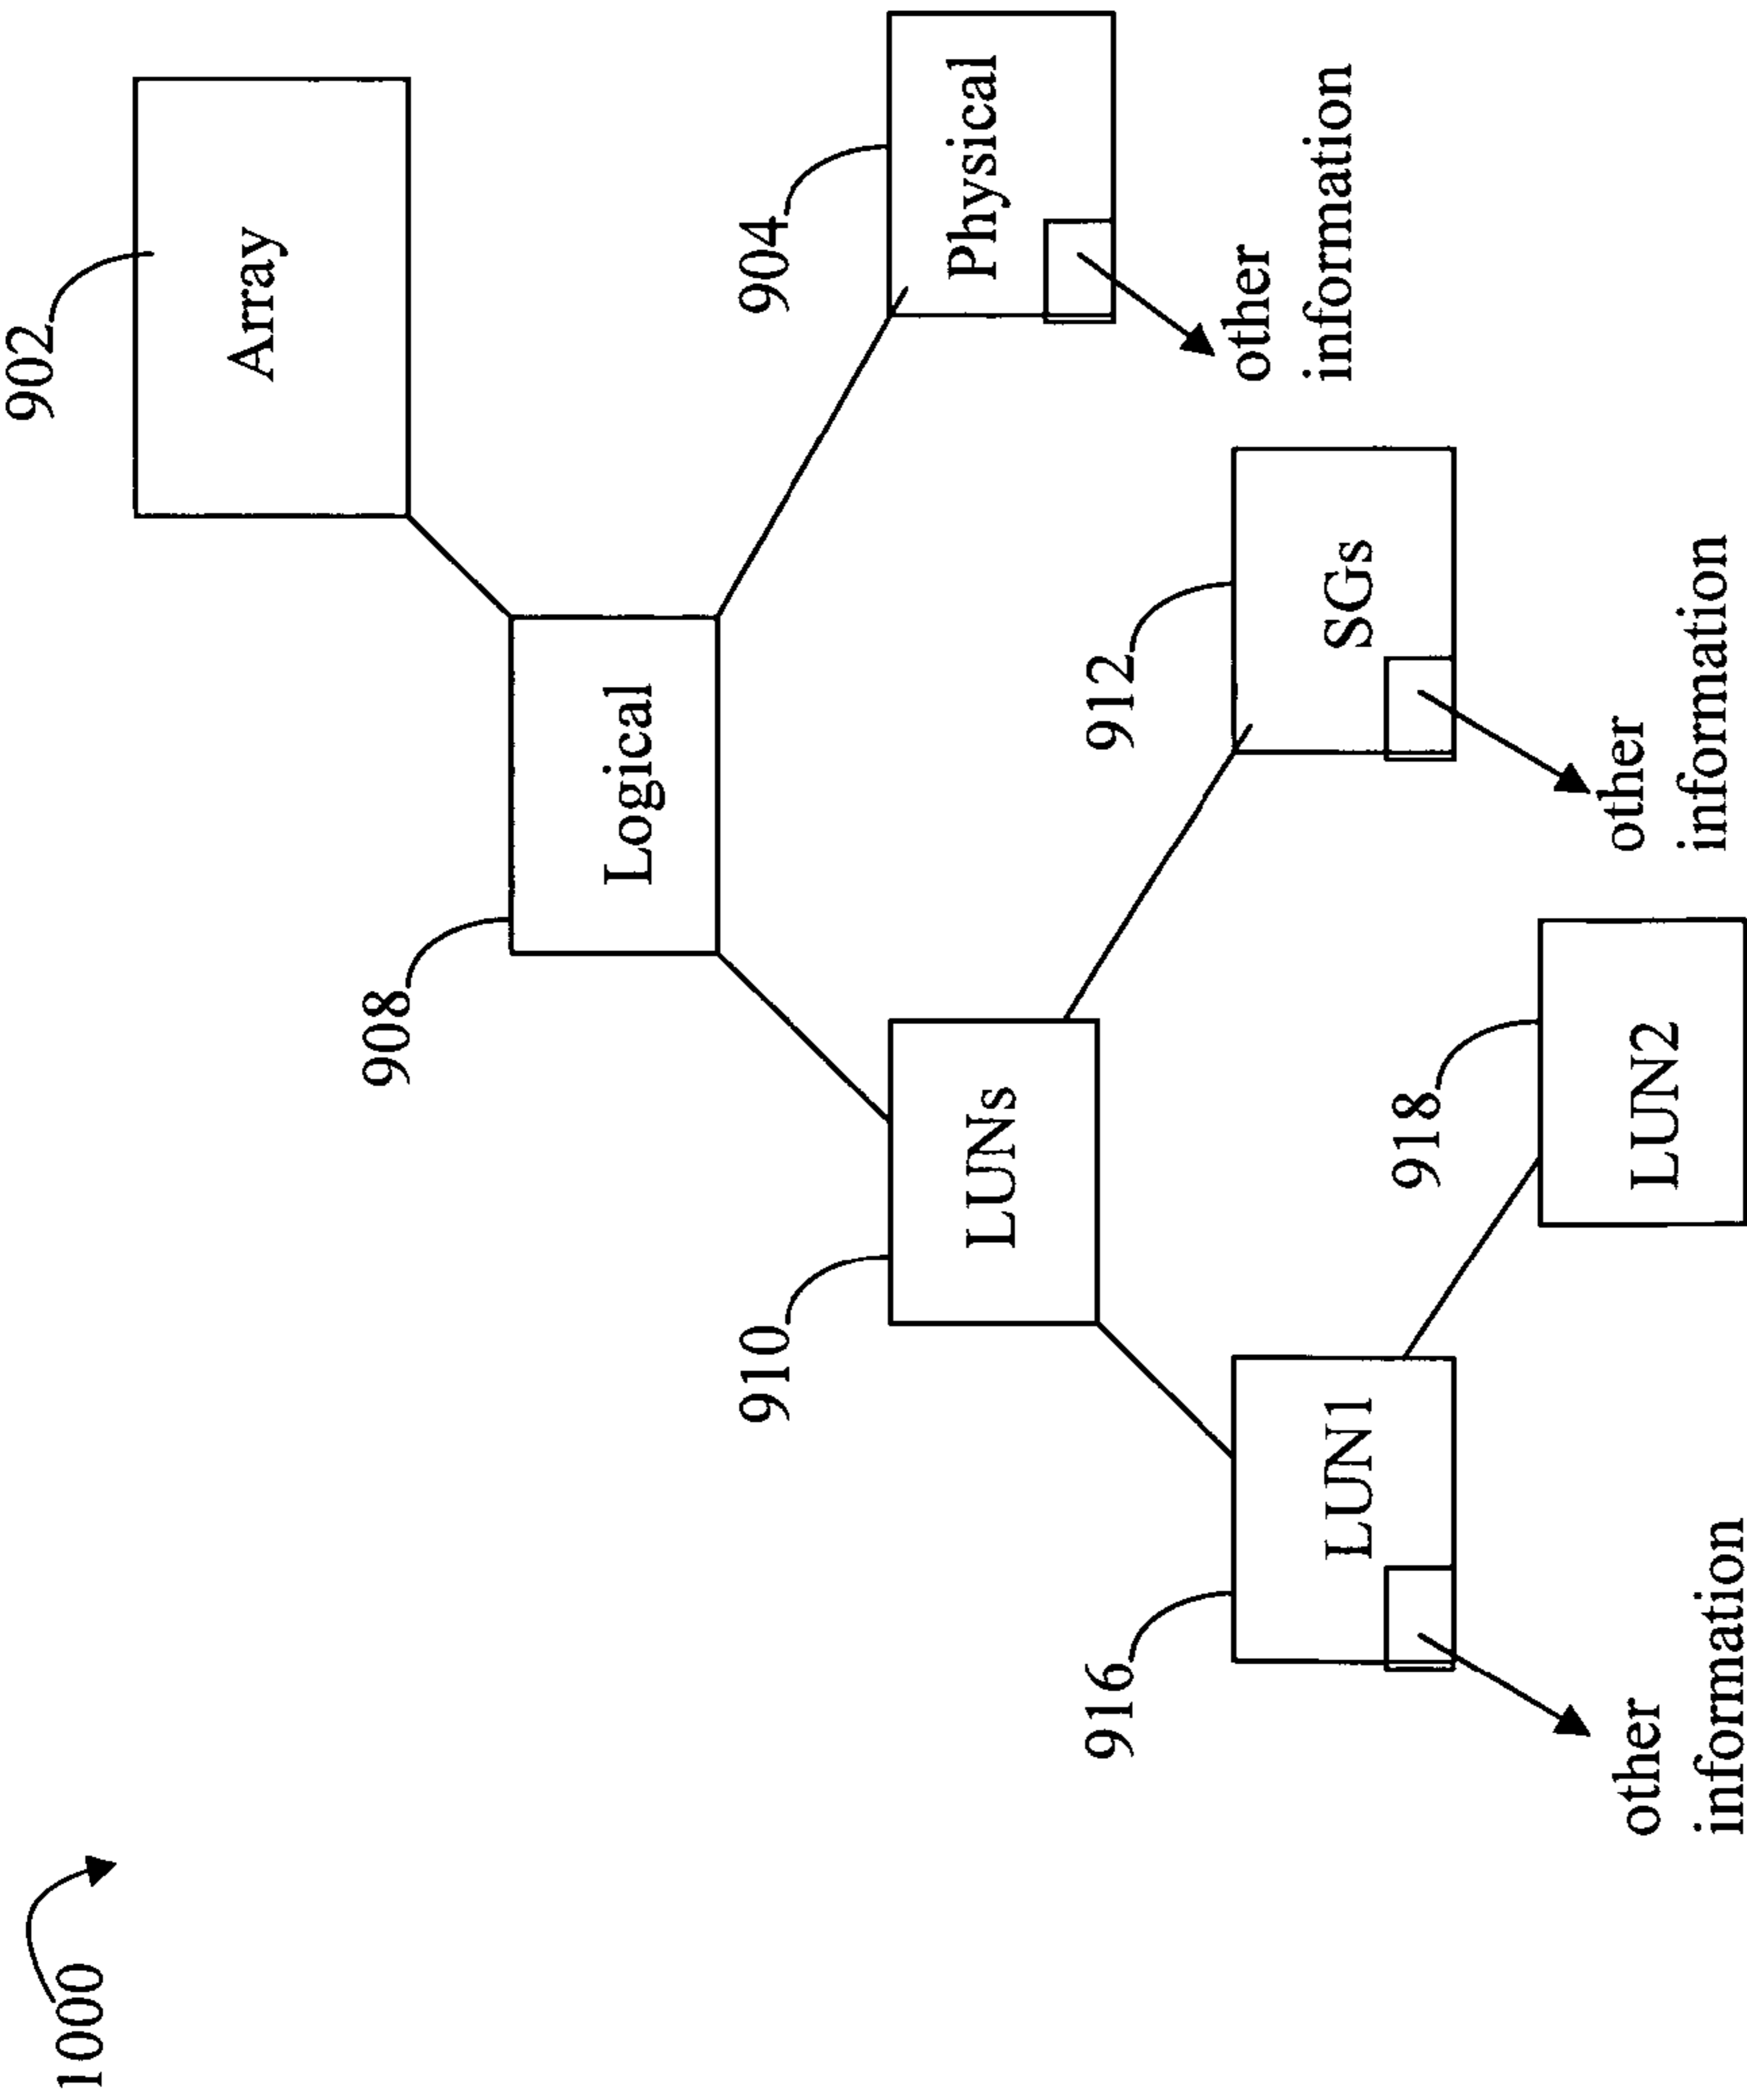 1000
902
Array
908
Logical
904
Physical
other
information
910
LUNs
912
SGs
other
information
916
LUN1
other
information
918
LUN2